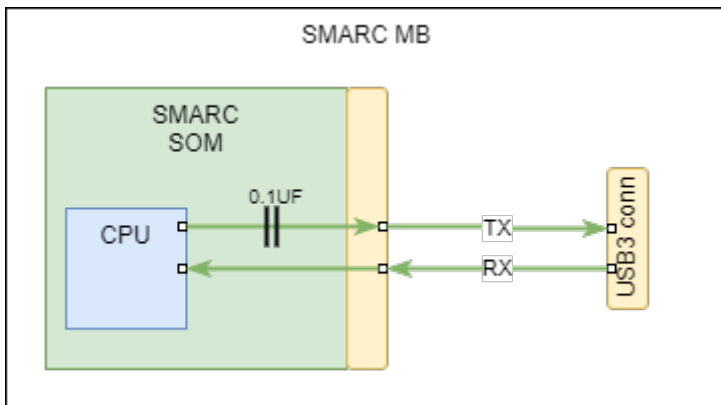 SMARC MB
SMARC
SOM
0.1UF
CPU
TX
RX
USB3 conn